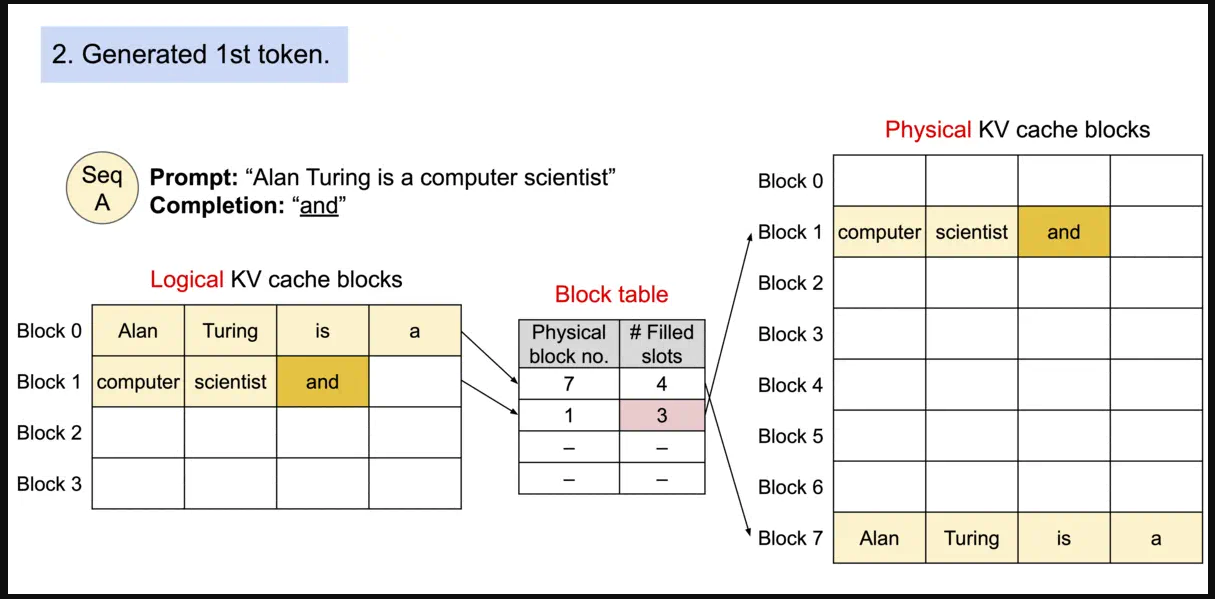 2. Generated 1st token.
Seq
A
Prompt: “Alan Turing is a computer scientist”
Completion: “and”
Logical KV cache blocks
Block 0 Alan Turing is a
Block 1 computer scientist and
Block 2
Block 3
Block table
Physical block no. # Filled slots
7 4
1 3
– –
– –
Physical KV cache blocks
Block 0
Block 1 computer scientist and
Block 2
Block 3
Block 4
Block 5
Block 6
Block 7 Alan Turing is a